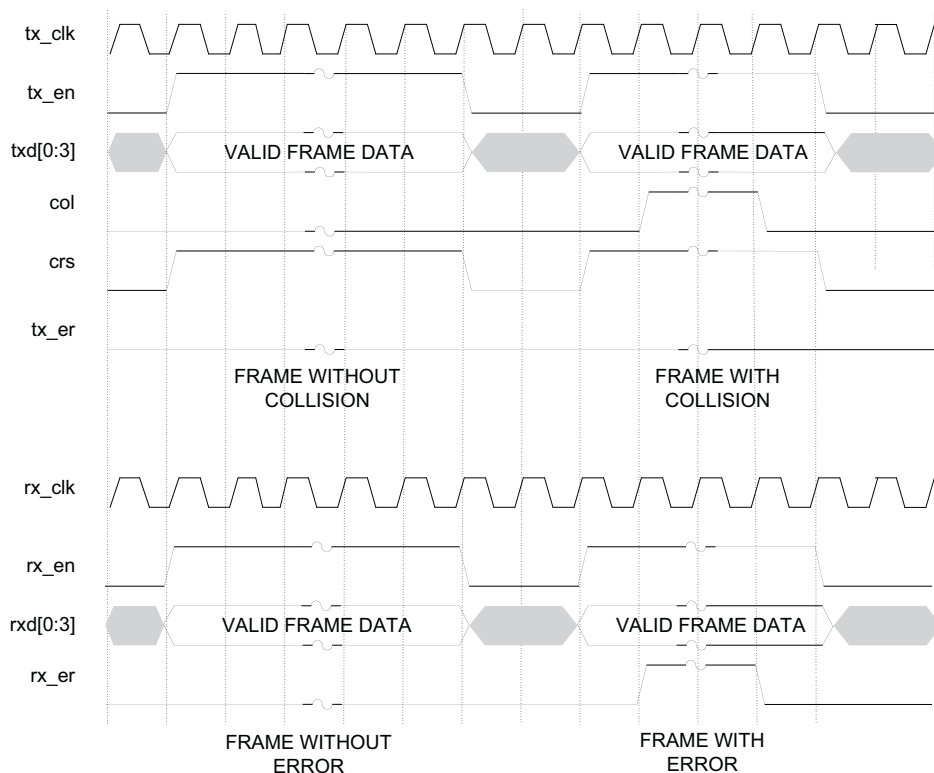 tx_clk
tx_en
txd[0:3]
VALID FRAME DATA
VALID FRAME DATA
col
crs
tx_er
FRAME WITHOUT
COLLISION
FRAME WITH
COLLISION
rx_clk
rx_en
rxd[0:3]
VALID FRAME DATA
VALID FRAME DATA
rx_er
FRAME WITHOUT
ERROR
FRAME WITH
ERROR